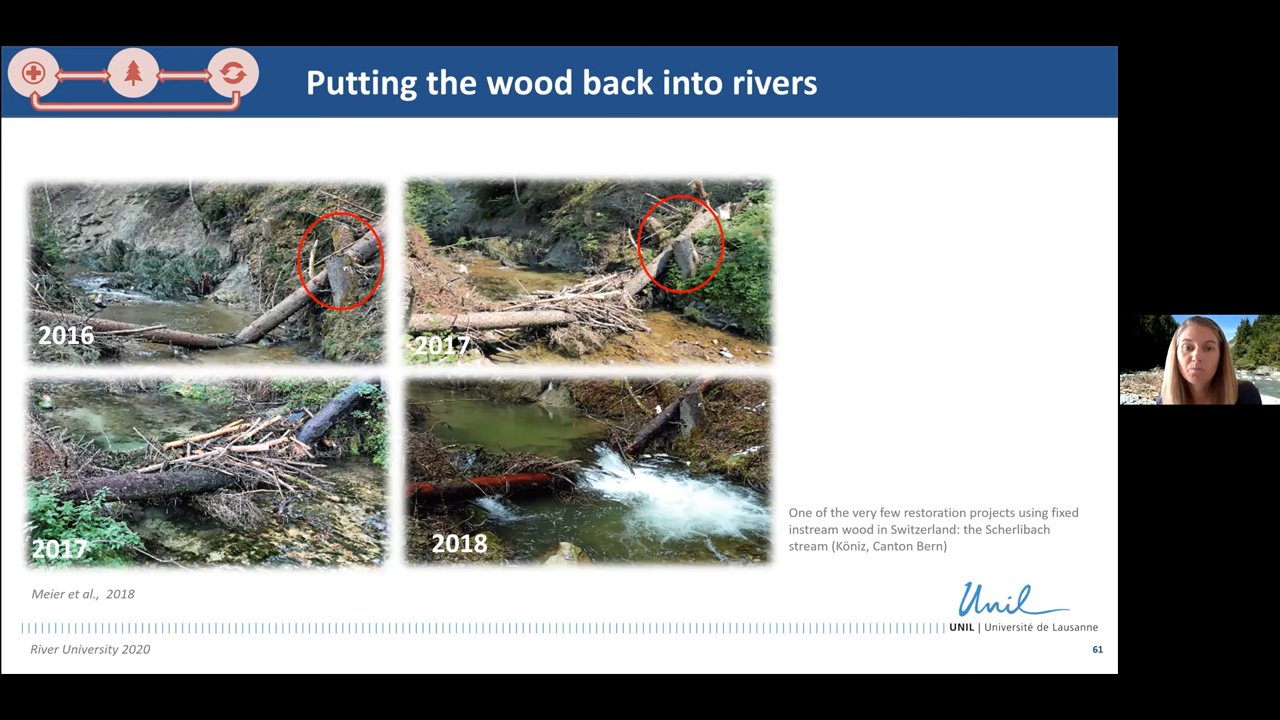 Putting the wood back into rivers
2016
2017
2017
2018
One of the very few restoration projects using fixed
instream wood in Switzerland: the Scherlibach
stream (Köniz, Canton Bern)
Meier et al., 2018
Unil
UNIL | Université de Lausanne
River University 2020
61